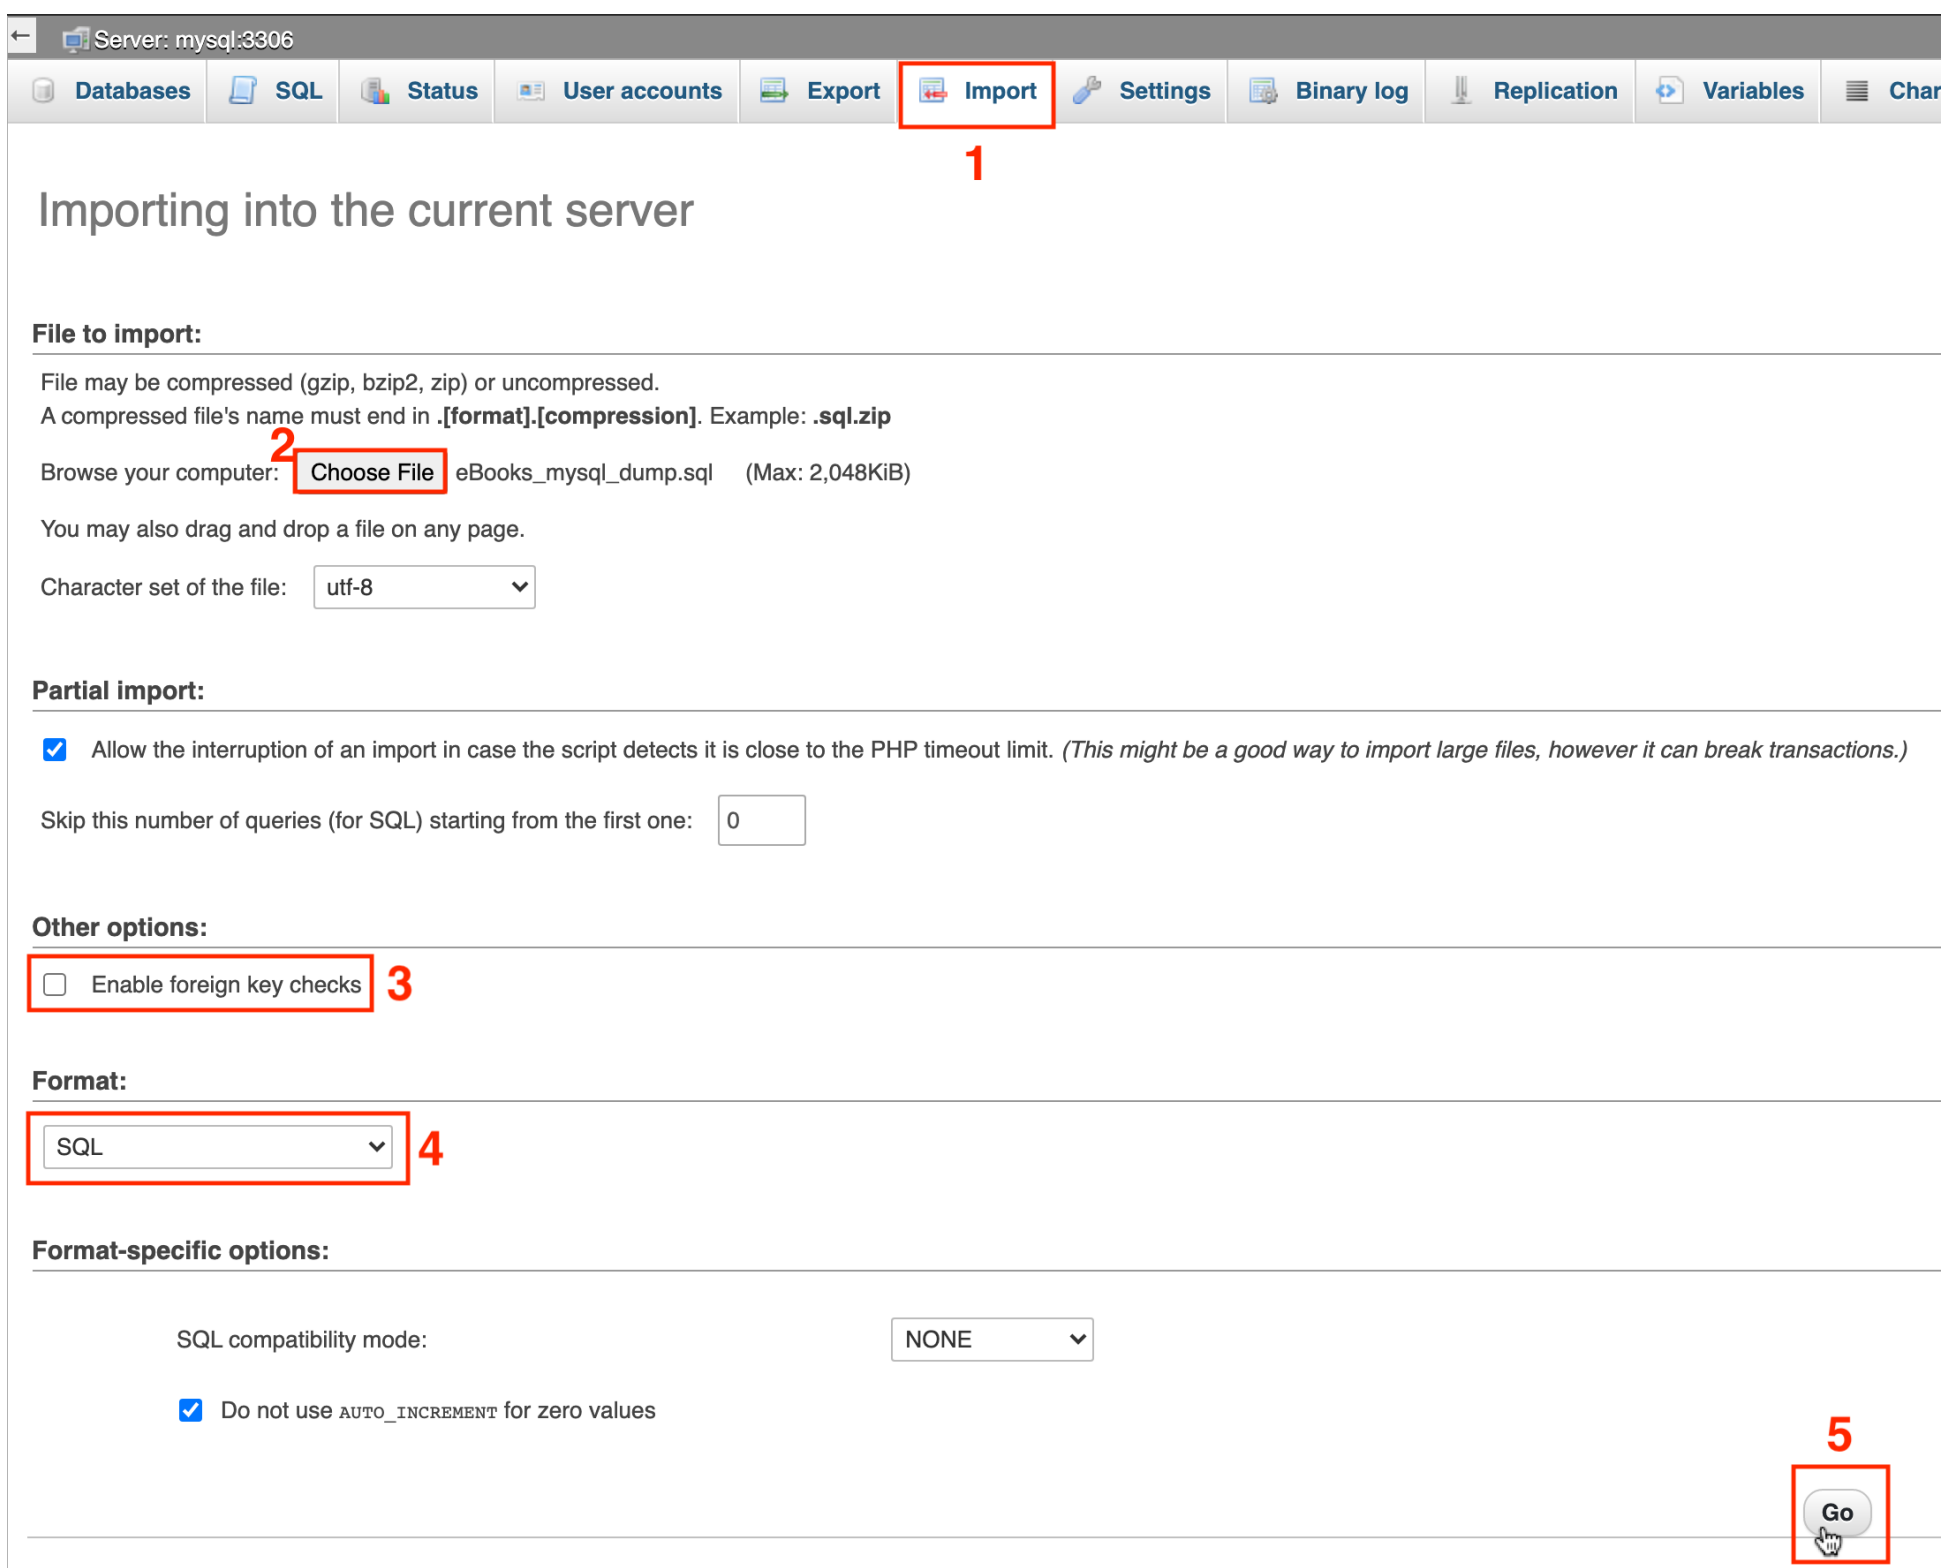 Server: mysql:3306
Databases SQL Status User accounts Export Import Settings Binary log Replication Variables Char
1
Importing into the current server
File to import:
File may be compressed (gzip, bzip2, zip) or uncompressed.
A compressed file's name must end in .[format].[compression]. Example: .sql.zip
2
Browse your computer: Choose File eBooks_mysql_dump.sql (Max: 2,048KiB)
You may also drag and drop a file on any page.
Character set of the file: utf-8
Partial import:
Allow the interruption of an import in case the script detects it is close to the PHP timeout limit. (This might be a good way to import large files, however it can break transactions.)
Skip this number of queries (for SQL) starting from the first one: 0
Other options:
Enable foreign key checks 3
Format:
SQL 4
Format-specific options:
SQL compatibility mode: NONE
Do not use AUTO_INCREMENT for zero values
5
Go